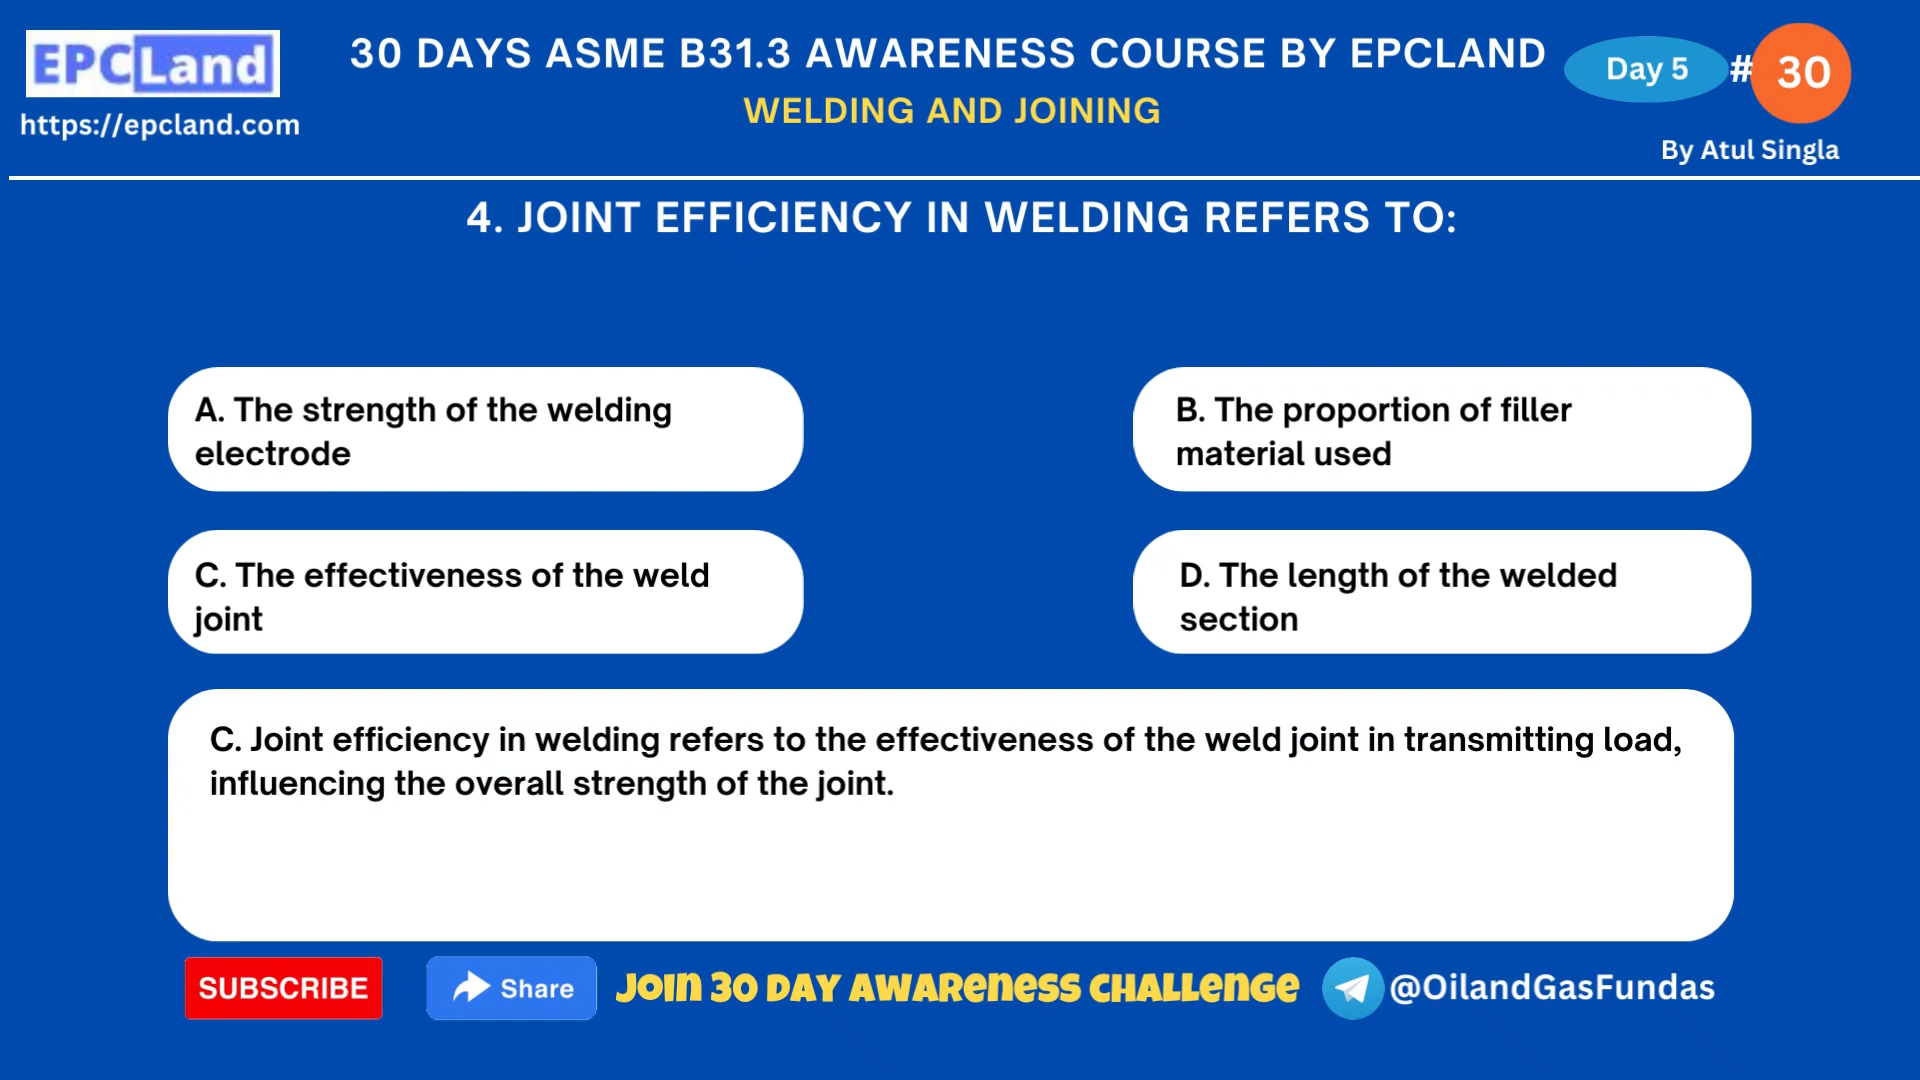 EPCLand
https://epcland.com
30 DAYS ASME B31.3 AWARENESS COURSE BY EPCLAND
WELDING AND JOINING
Day 5 # 30
By Atul Singla
4. JOINT EFFICIENCY IN WELDING REFERS TO:
A. The strength of the welding
electrode
B. The proportion of filler
material used
C. The effectiveness of the weld
joint
D. The length of the welded
section
C. Joint efficiency in welding refers to the effectiveness of the weld joint in transmitting load,
influencing the overall strength of the joint.
SUBSCRIBE
Share
JOIN 30 DAY AWARENESS CHALLENGE
@OilandGasFundas